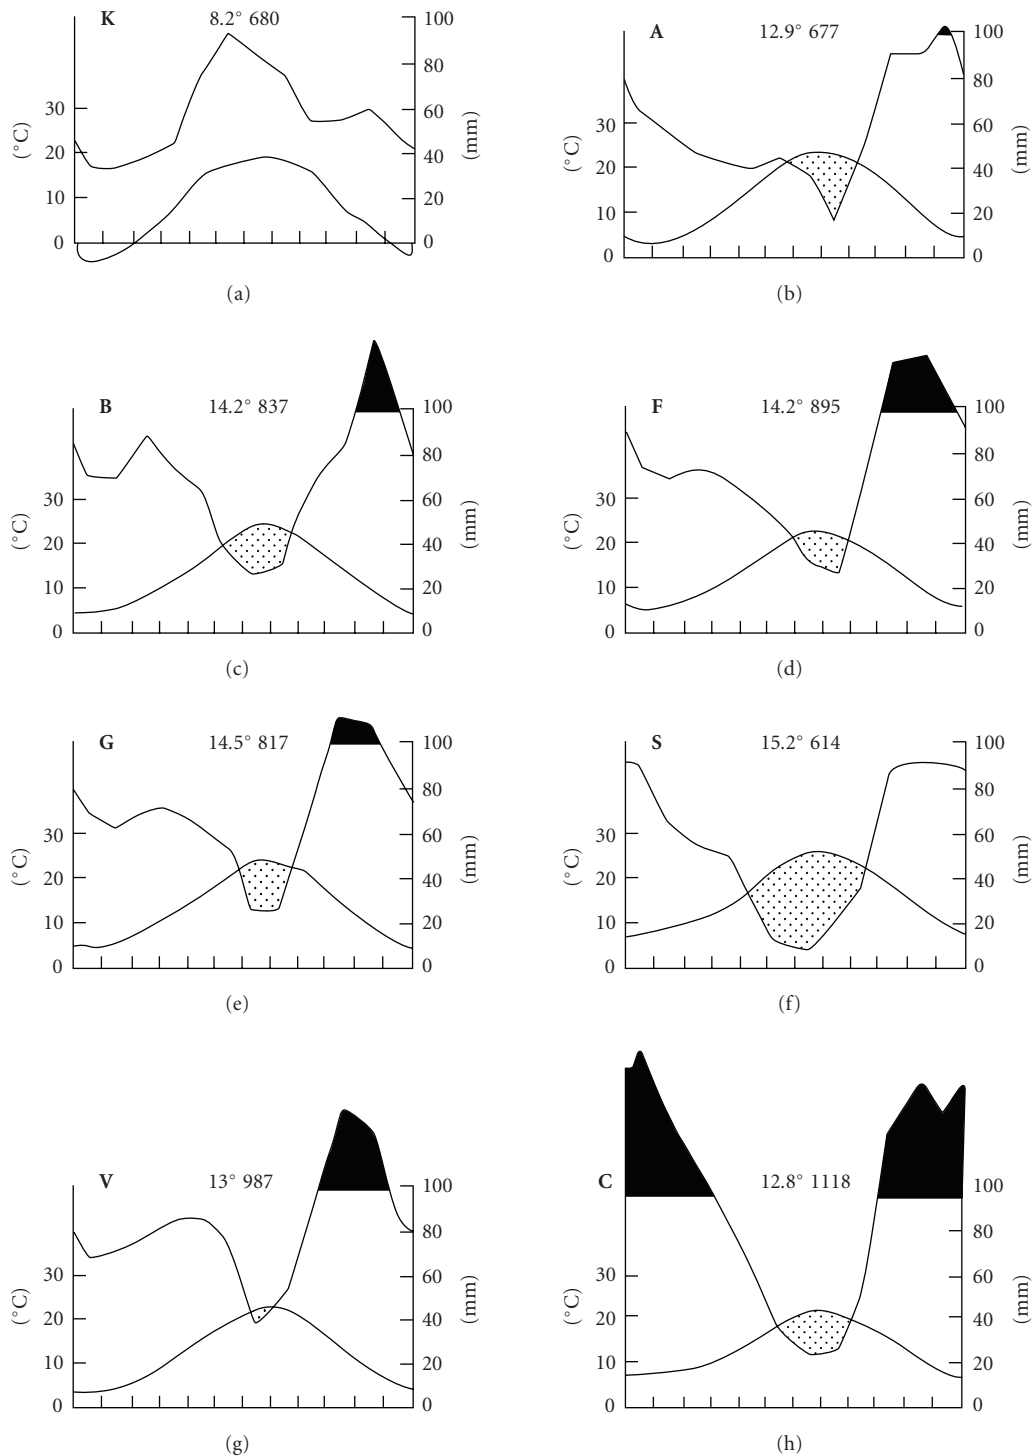 K 8.2° 680
100
80
60
40
20
0
(mm)
30
20
10
0
(°C)
(a)
A 12.9° 677
100
80
60
40
20
0
(mm)
30
20
10
0
(°C)
(b)
B 14.2° 837
100
80
60
40
20
0
(mm)
30
20
10
0
(°C)
(c)
F 14.2° 895
100
80
60
40
20
0
(mm)
30
20
10
0
(°C)
(d)
G 14.5° 817
100
80
60
40
20
0
(mm)
30
20
10
0
(°C)
(e)
S 15.2° 614
100
80
60
40
20
0
(mm)
30
20
10
0
(°C)
(f)
V 13° 987
100
80
60
40
20
0
(mm)
30
20
10
0
(°C)
(g)
C 12.8° 1118
100
80
60
40
20
0
(mm)
30
20
10
0
(°C)
(h)